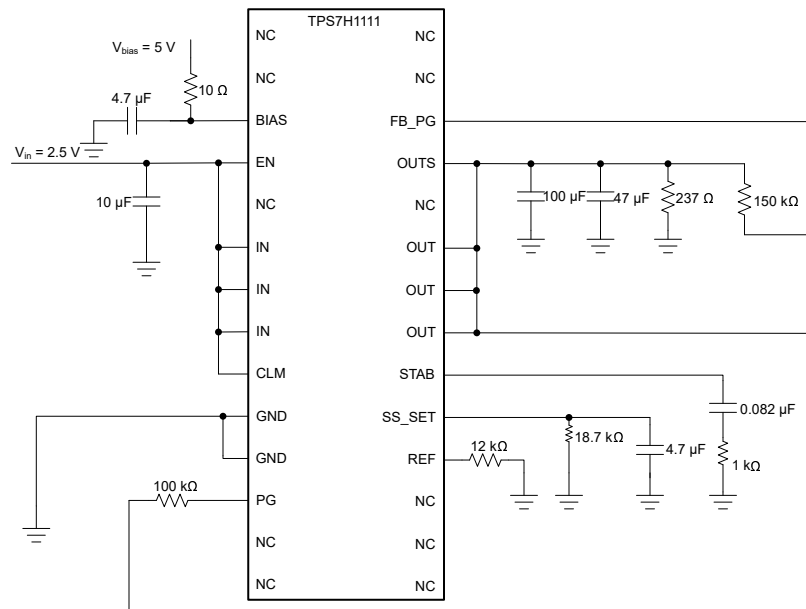 TPS7H1111
NC
NC
Vbias = 5 V
NC
NC
10 Ω
4.7 µF
BIAS
FB_PG
Vin = 2.5 V
EN
OUTS
10 µF
NC
NC
100 µF
47 µF
237 Ω
150 kΩ
IN
OUT
IN
OUT
IN
OUT
CLM
STAB
0.082 µF
GND
SS_SET
18.7 kΩ
4.7 µF
1 kΩ
GND
REF
12 kΩ
100 kΩ
PG
NC
NC
NC
NC
NC